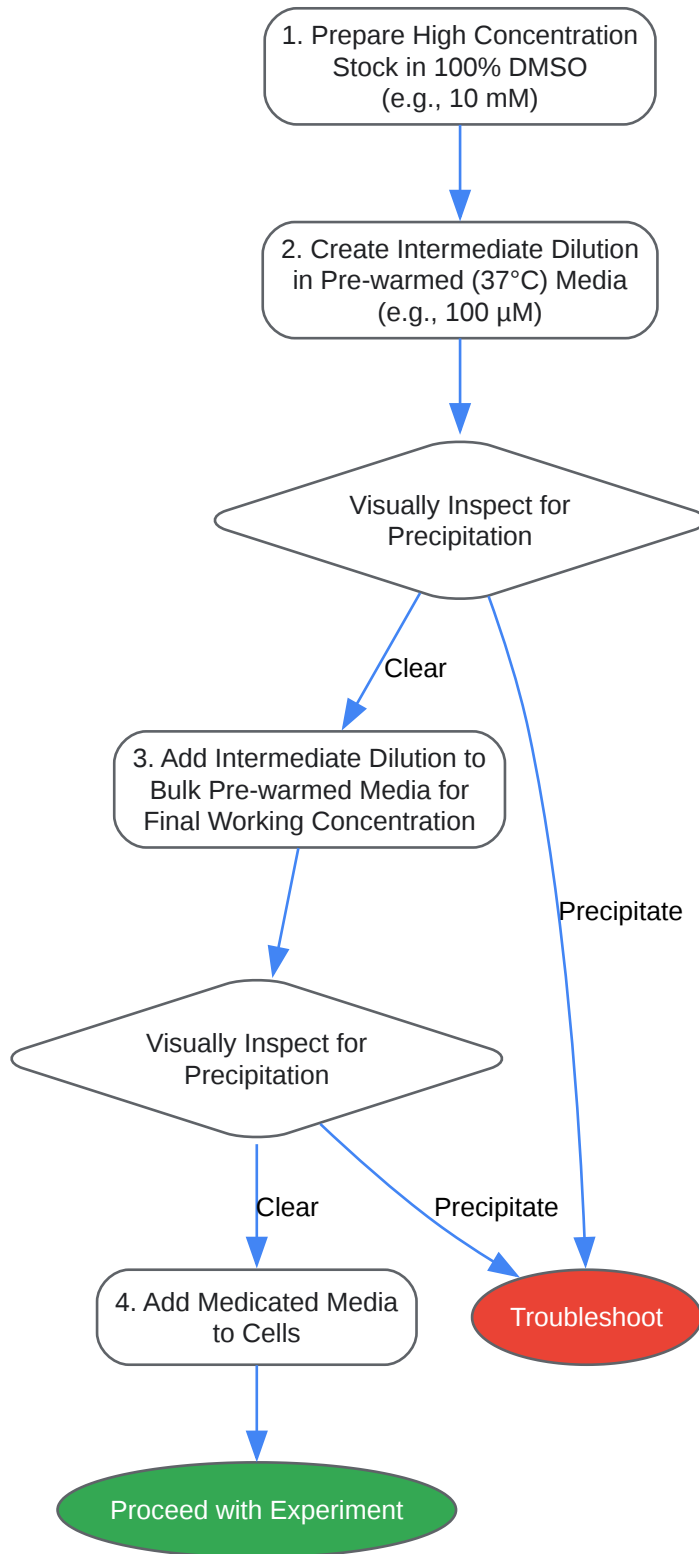 1. Prepare High Concentration
Stock in 100% DMSO
(e.g., 10 mM)
2. Create Intermediate Dilution
in Pre-warmed (37°C) Media
(e.g., 100 µM)
Visually Inspect for
Precipitation
Clear
3. Add Intermediate Dilution to
Bulk Pre-warmed Media for
Final Working Concentration
Precipitate
Visually Inspect for
Precipitation
Clear
Precipitate
4. Add Medicated Media
to Cells
Troubleshoot
Proceed with Experiment